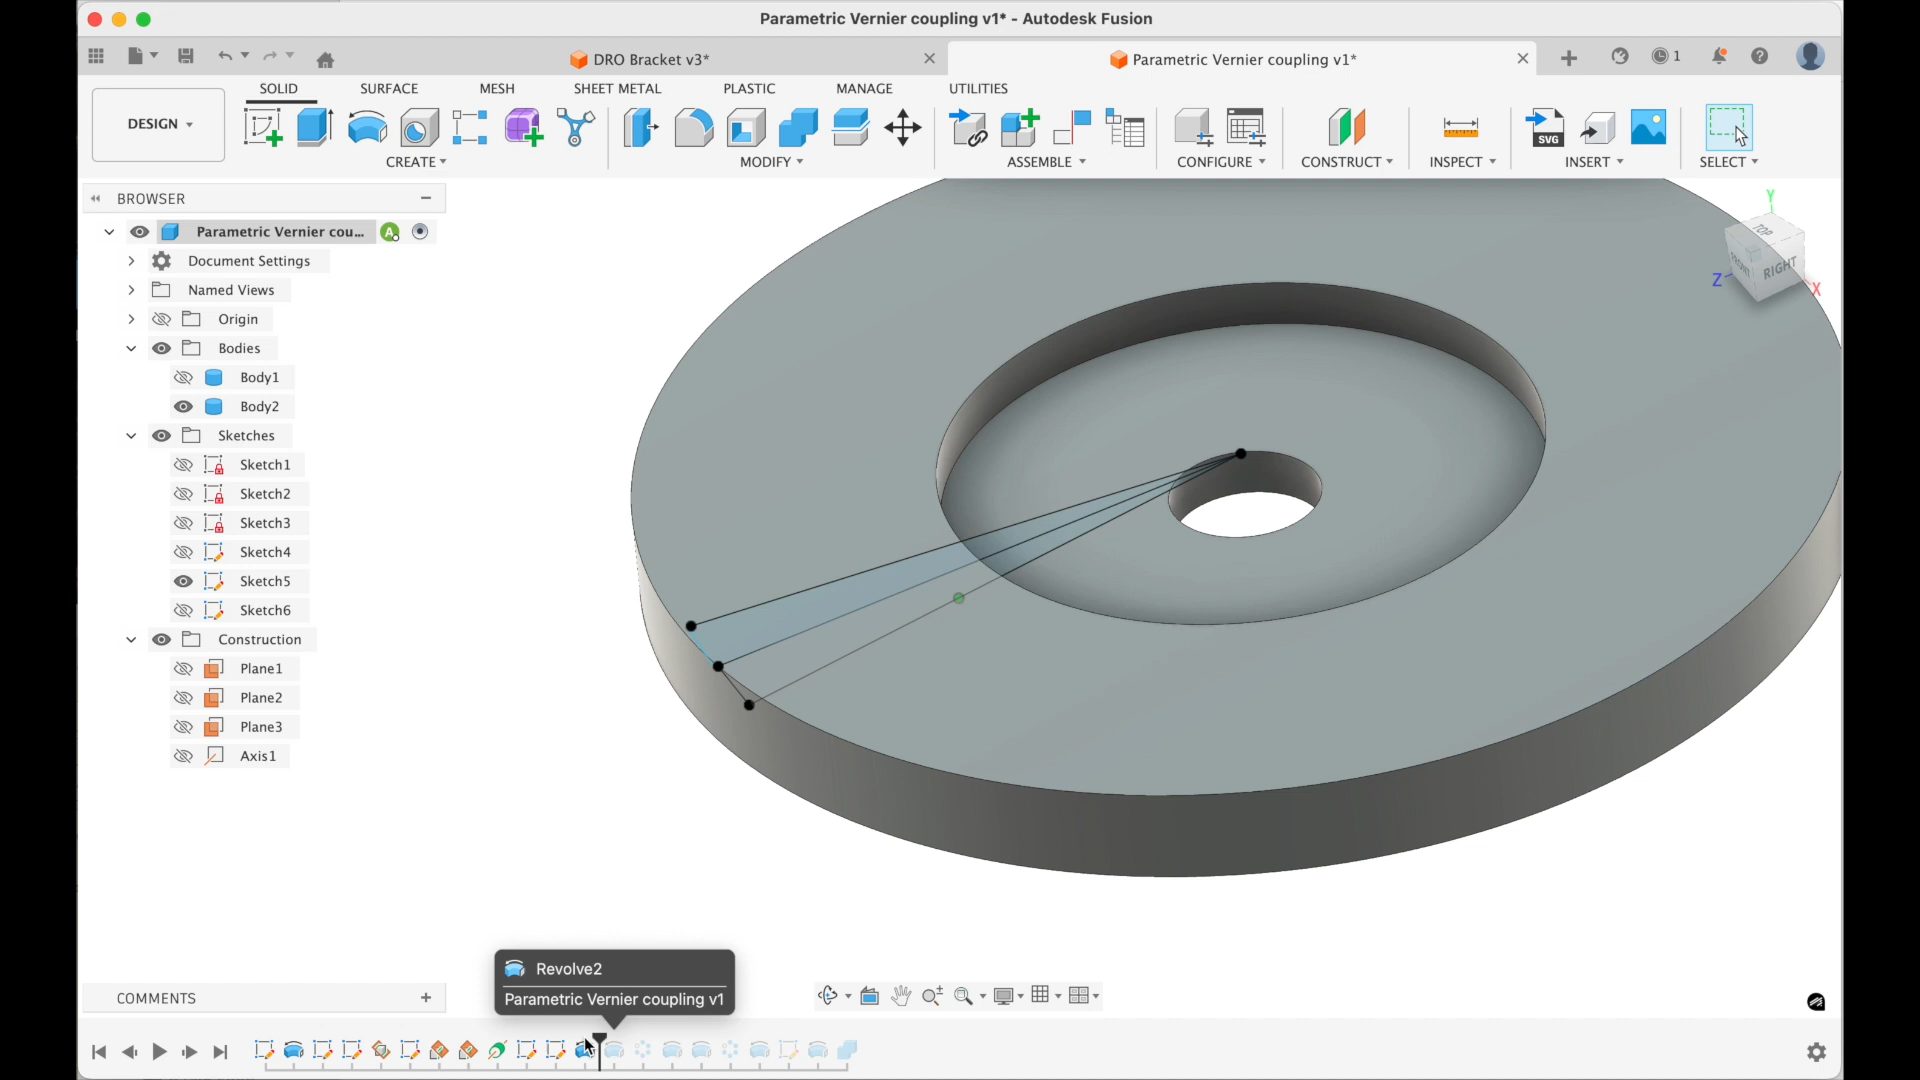 Parametric Vernier coupling v1* - Autodesk Fusion
DRO Bracket v3*
Parametric Vernier coupling v1*
1
SOLID SURFACE MESH SHEET METAL PLASTIC MANAGE UTILITIES
DESIGN
CREATE MODIFY ASSEMBLE CONFIGURE CONSTRUCT INSPECT INSERT SELECT
SVG
BROWSER
Parametric Vernier cou...
A
Document Settings
Named Views
Origin
Bodies
Body1
Body2
Sketches
Sketch1
Sketch2
Sketch3
Sketch4
Sketch5
Sketch6
Construction
Plane1
Plane2
Plane3
Axis1
Y
TOP
FRONT
RIGHT
Z
X
Revolve2
Parametric Vernier coupling v1
COMMENTS